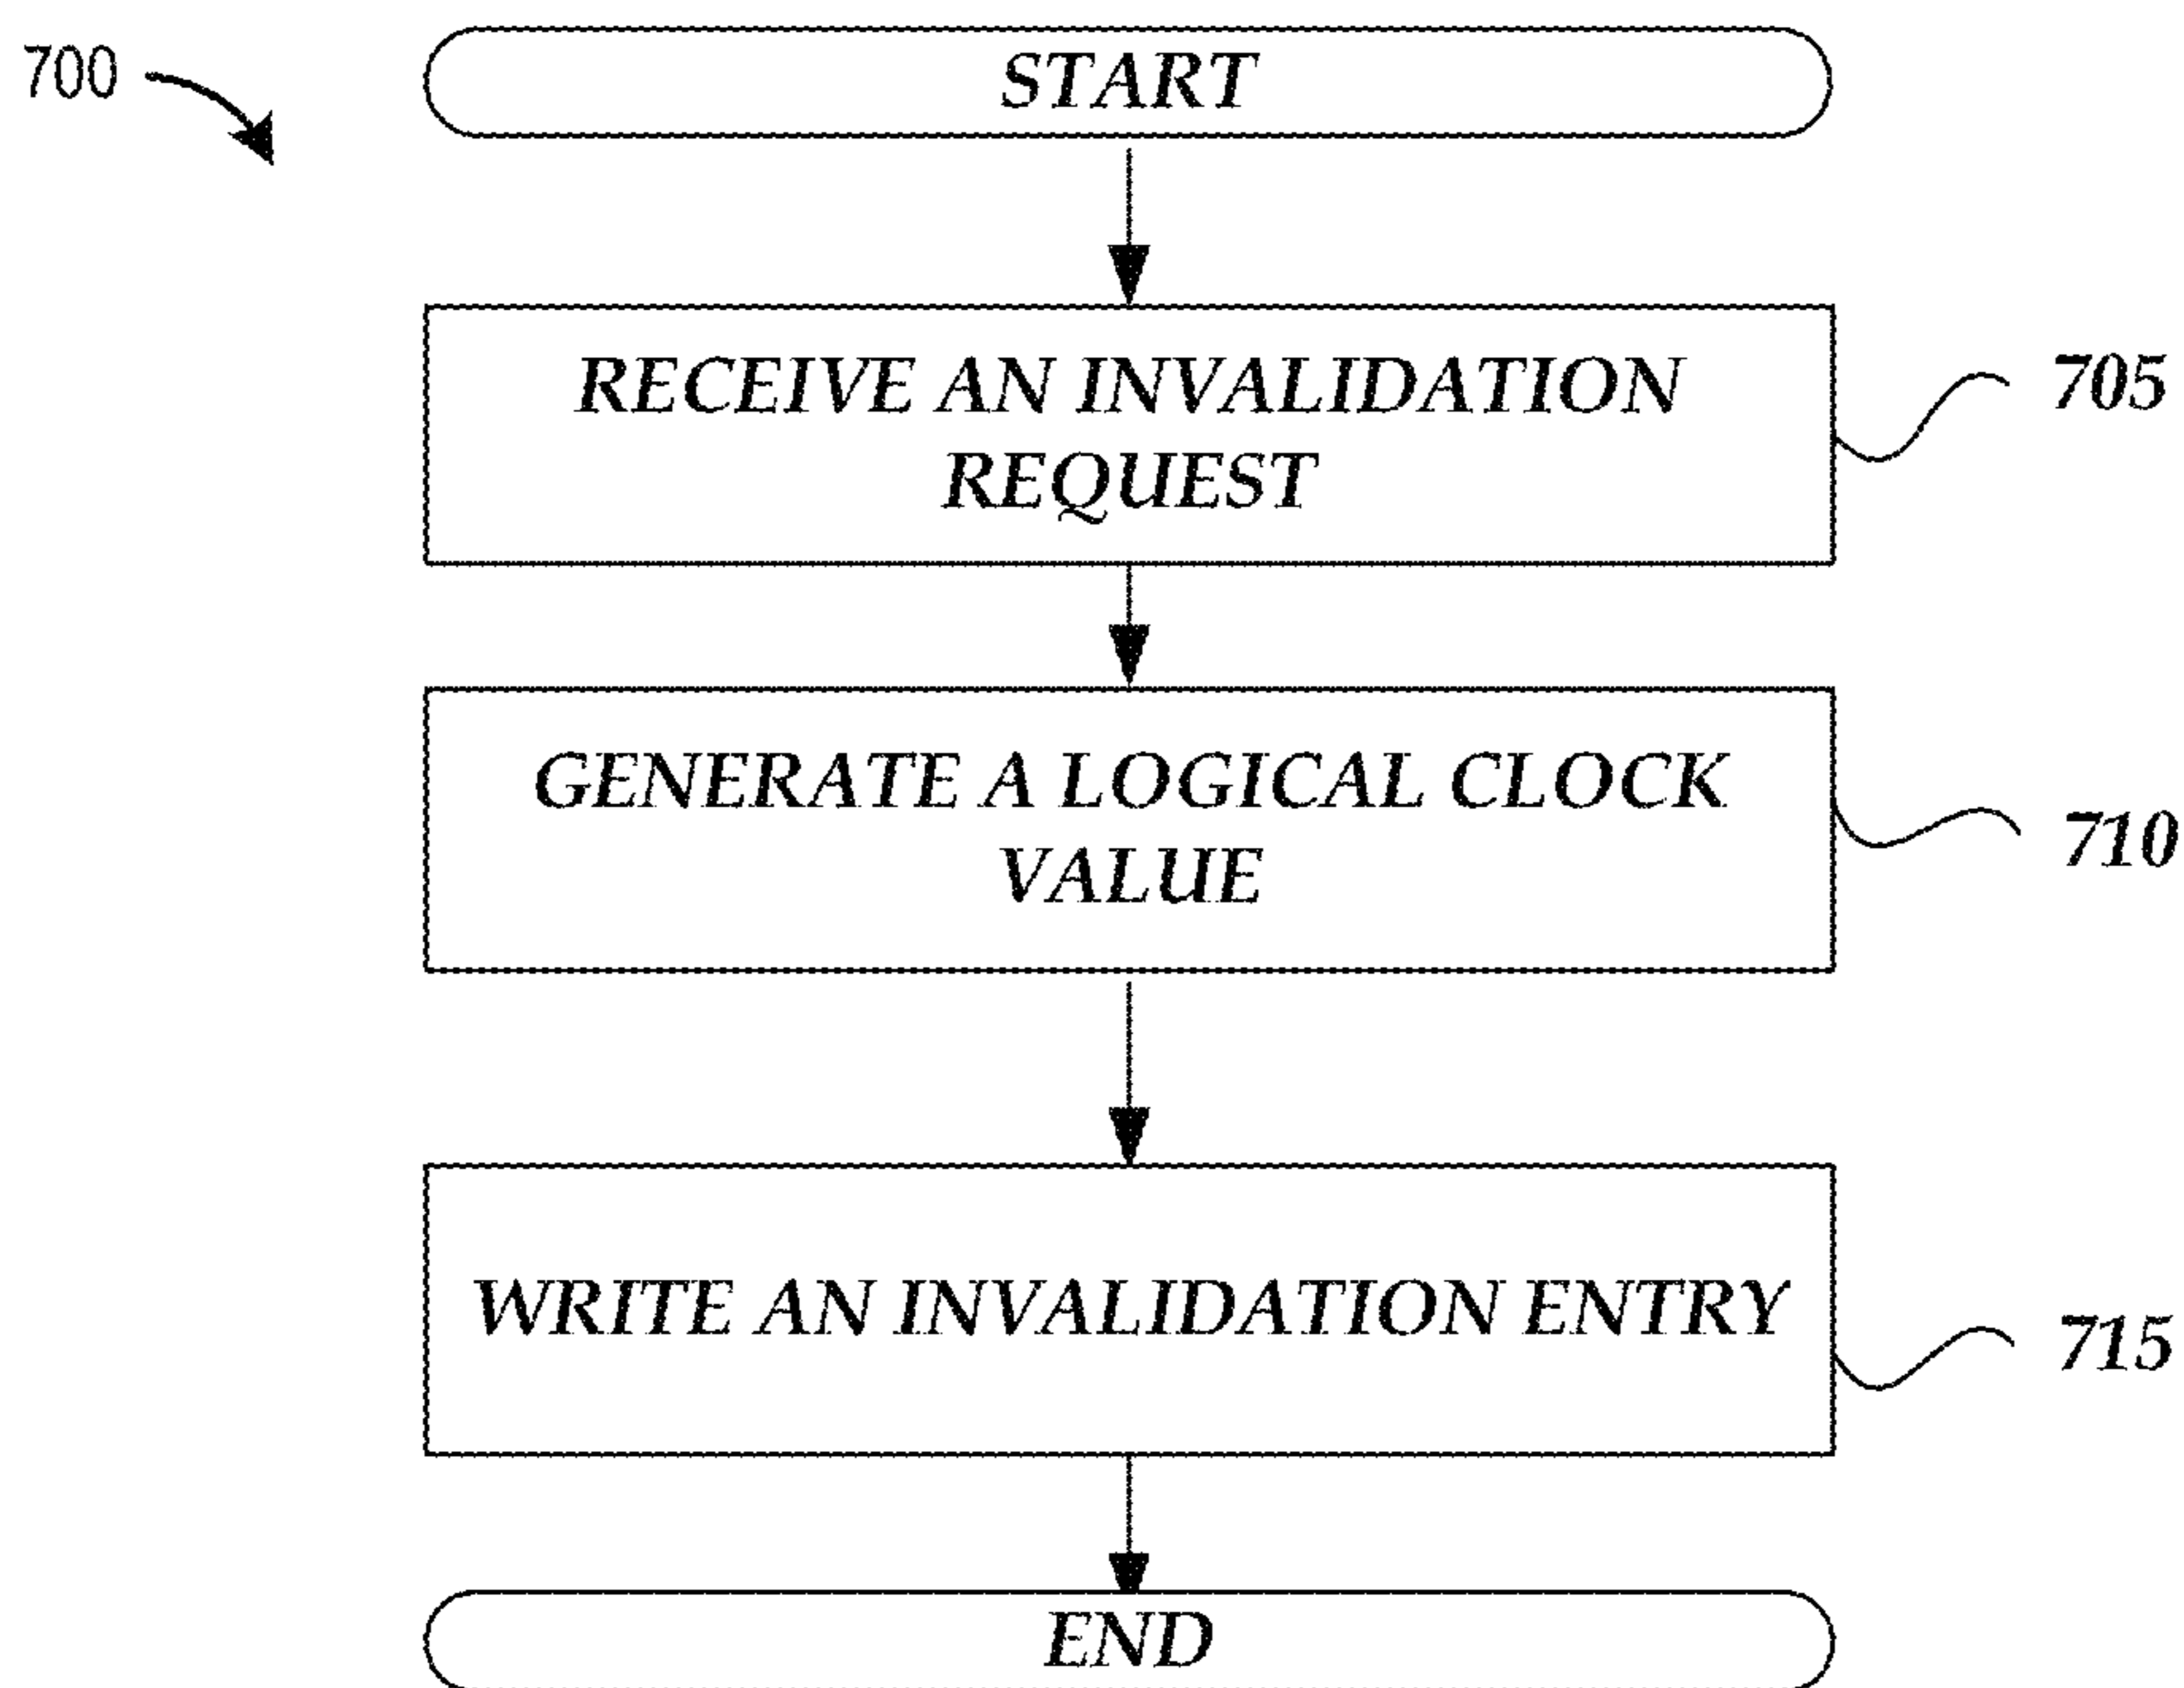 700
START
RECEIVE AN INVALIDATION
REQUEST
705
GENERATE A LOGICAL CLOCK
VALUE
710
WRITE AN INVALIDATION ENTRY
715
END